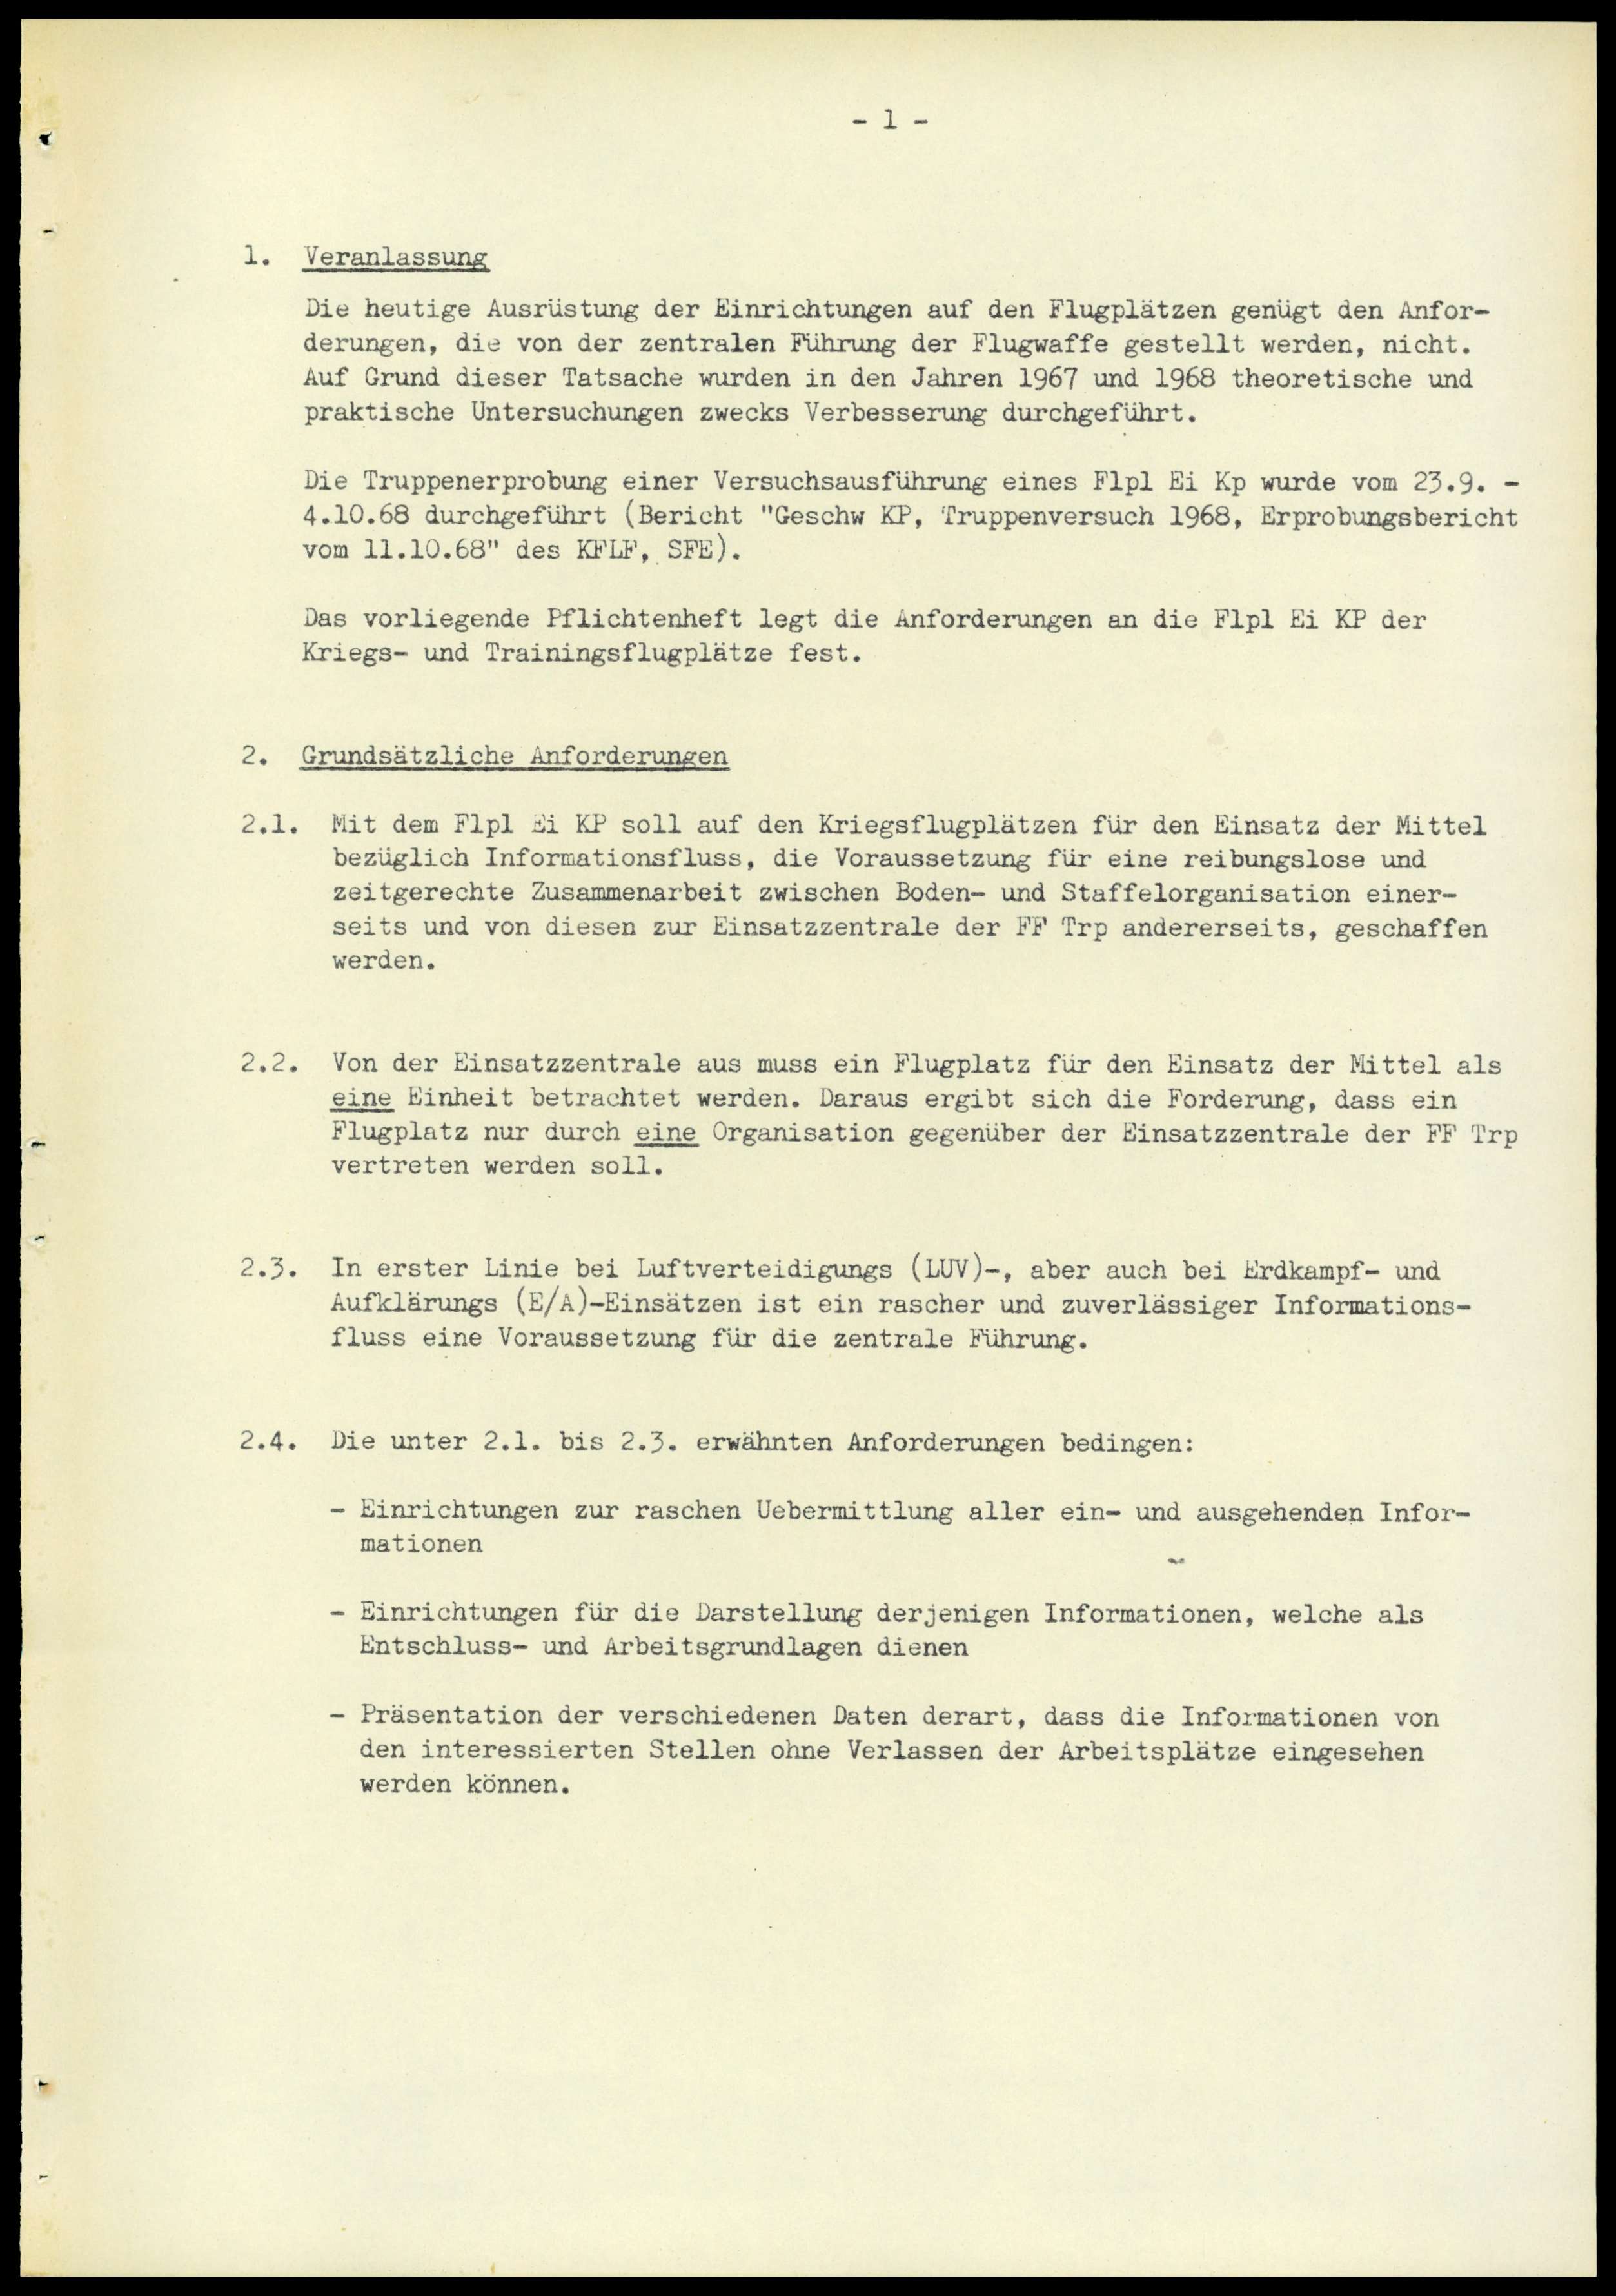 - 1 -
1. Veranlassung
Die heutige Ausrüstung der Einrichtungen auf den Flugplätzen genügt den Anfor-
derungen, die von der zentralen Führung der Flugwaffe gestellt werden, nicht.
Auf Grund dieser Tatsache wurden in den Jahren 1967 und 1968 theoretische und
praktische Untersuchungen zwecks Verbesserung durchgeführt.
Die Truppenerprobung einer Versuchsausführung eines Flpl Ei Kp wurde vom 23.9. -
4.10.68 durchgeführt (Bericht "Geschw KP, Truppenversuch 1968, Erprobungsbericht
vom 11.10.68" des KFLF, SFE).
Das vorliegende Pflichtenheft legt die Anforderungen an die Flpl Ei KP der
Kriegs- und Trainingsflugplätze fest.
2. Grundsätzliche Anforderungen
2.1. Mit dem Flpl Ei KP soll auf den Kriegsflugplätzen für den Einsatz der Mittel
bezüglich Informationsfluss, die Voraussetzung für eine reibungslose und
zeitgerechte Zusammenarbeit zwischen Boden- und Staffelorganisation einer-
seits und von diesen zur Einsatzzentrale der FF Trp andererseits, geschaffen
werden.
2.2. Von der Einsatzzentrale aus muss ein Flugplatz für den Einsatz der Mittel als
eine Einheit betrachtet werden. Daraus ergibt sich die Forderung, dass ein
Flugplatz nur durch eine Organisation gegenüber der Einsatzzentrale der FF Trp
vertreten werden soll.
2.3. In erster Linie bei Luftverteidigungs (LUV)-, aber auch bei Erdkampf- und
Aufklärungs (E/A)-Einsätzen ist ein rascher und zuverlässiger Informations-
fluss eine Voraussetzung für die zentrale Führung.
2.4. Die unter 2.1. bis 2.3. erwähnten Anforderungen bedingen:
- Einrichtungen zur raschen Uebermittlung aller ein- und ausgehenden Infor-
mationen
- Einrichtungen für die Darstellung derjenigen Informationen, welche als
Entschluss- und Arbeitsgrundlagen dienen
- Präsentation der verschiedenen Daten derart, dass die Informationen von
den interessierten Stellen ohne Verlassen der Arbeitsplätze eingesehen
werden können.